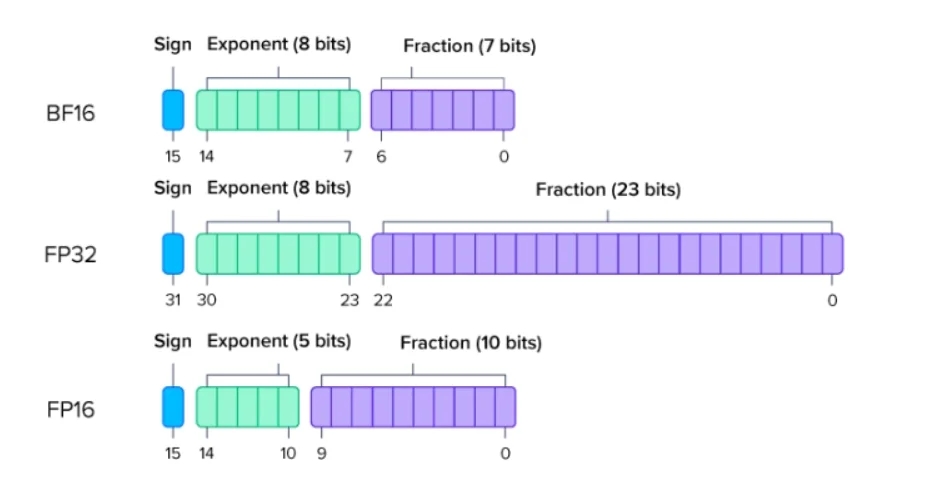 Sign Exponent (8 bits) Fraction (7 bits)
BF16
15 14 7 6 0
Sign Exponent (8 bits) Fraction (23 bits)
FP32
31 30 23 22 0
Sign Exponent (5 bits) Fraction (10 bits)
FP16
15 14 10 9 0